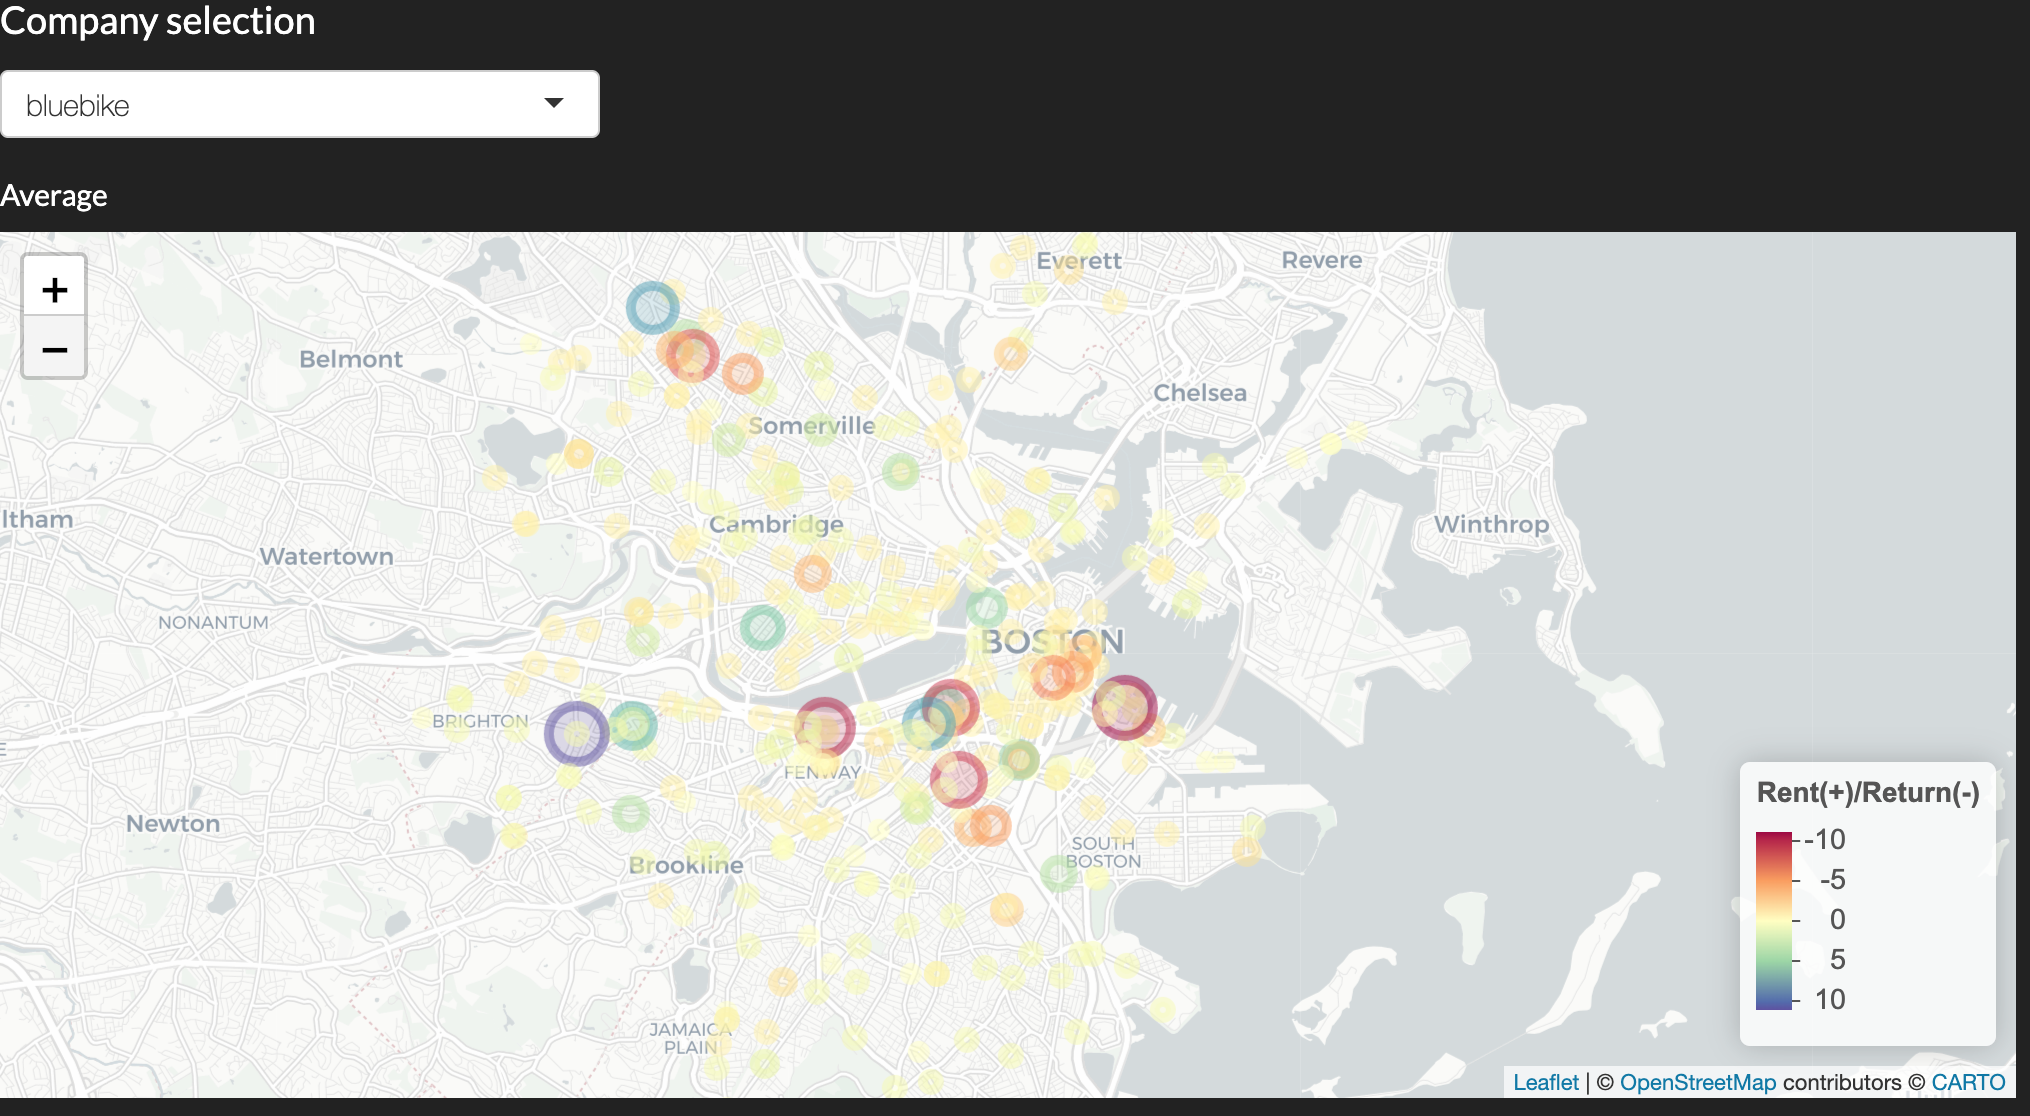 Company selection
bluebike
Average
+
−
Everett
Revere
Belmont
Chelsea
Somerville
ltham
Cambridge
Winthrop
Watertown
NONANTUM
BOSTON
BRIGHTON
FENWAY
Newton
SOUTH
BOSTON
Brookline
JAMAICA
PLAIN
Rent(+)/Return(-)
-10
-5
0
5
10
Leaflet | © OpenStreetMap contributors © CARTO